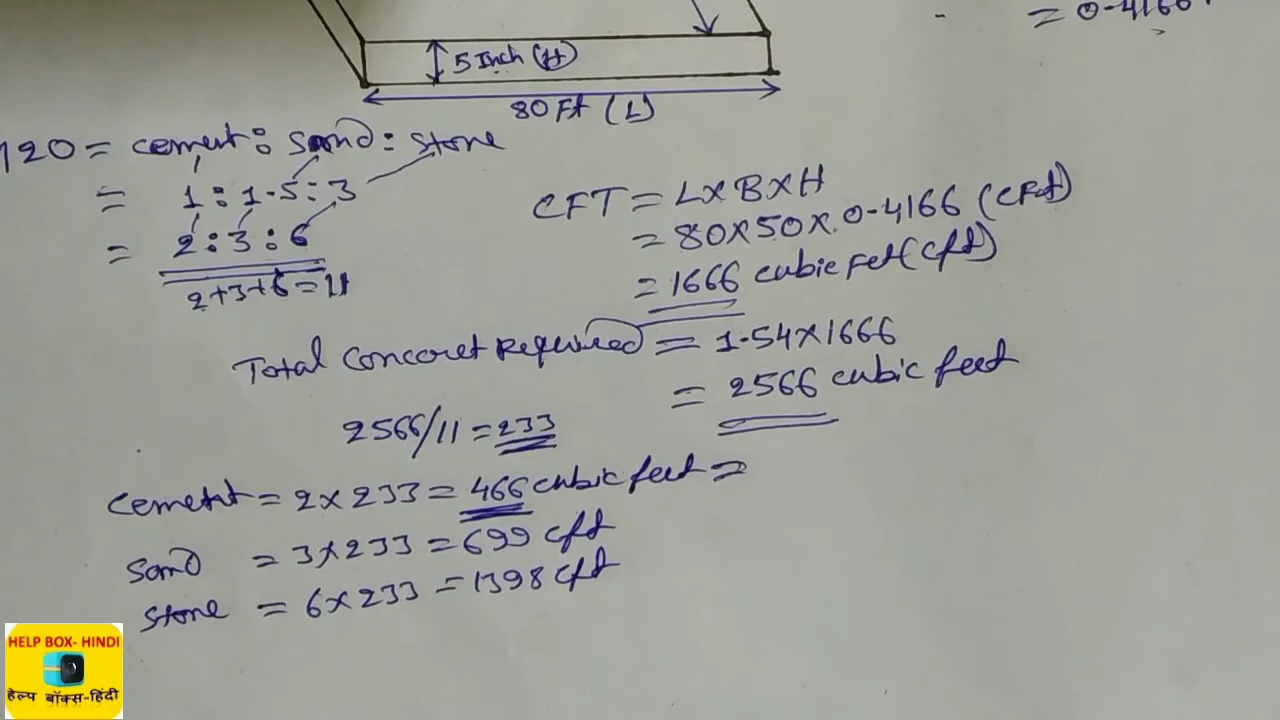 = 0.4166
5 Inch (H)
80 Ft (L)
M20 = cement : Sand : Stone
= 1 : 1.5 : 3
= 2 : 3 : 6
2+3+6 = 11
CFT = L X B X H
= 80 X 50 X 0.4166 (CFt)
= 1666 cubic Fet (cft)
Total Concret Required = 1.54 X 1666
= 2566 cubic feet
2566/11 = 233
Cement = 2 X 233 = 466 cubic feet =
Sand = 3 X 233 = 699 cft
Stone = 6 X 233 = 1398 cft
HELP BOX- HINDI
हेल्प बॉक्स-हिंदी